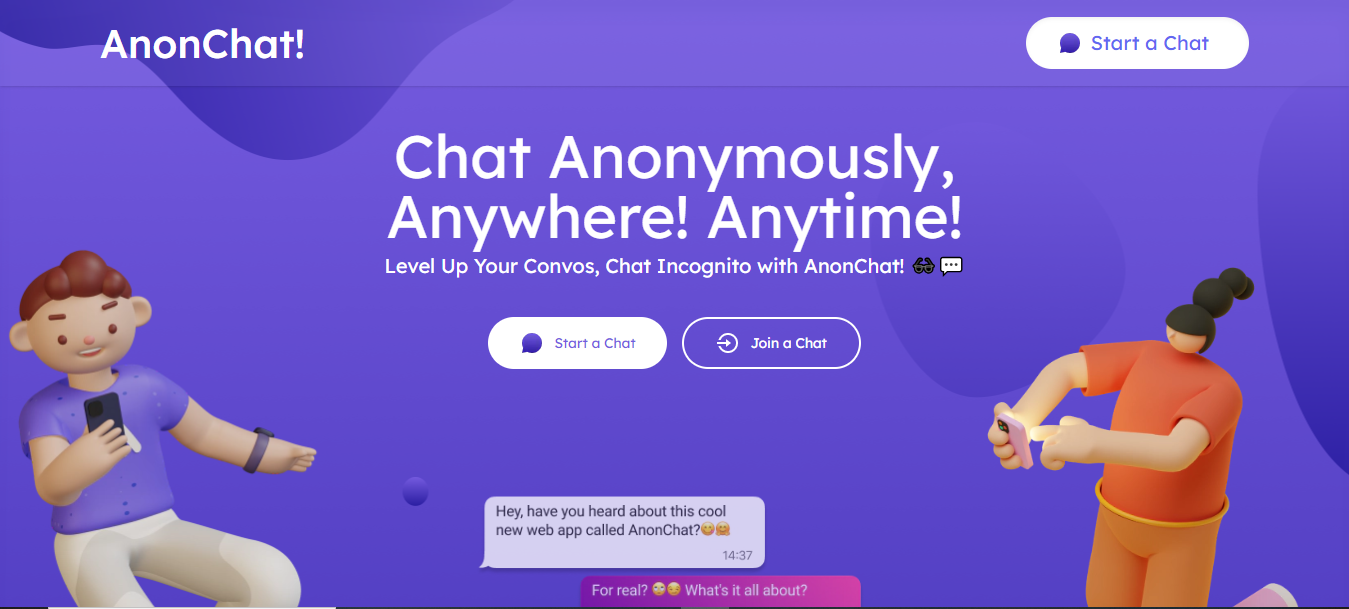 AnonChat!
Start a Chat
Chat Anonymously,
Anywhere! Anytime!
Level Up Your Convos, Chat Incognito with AnonChat! 🕶💬
Start a Chat
Join a Chat
Hey, have you heard about this cool
new web app called AnonChat?😋🤗
14:37
For real? 🙄😏 What's it all about?